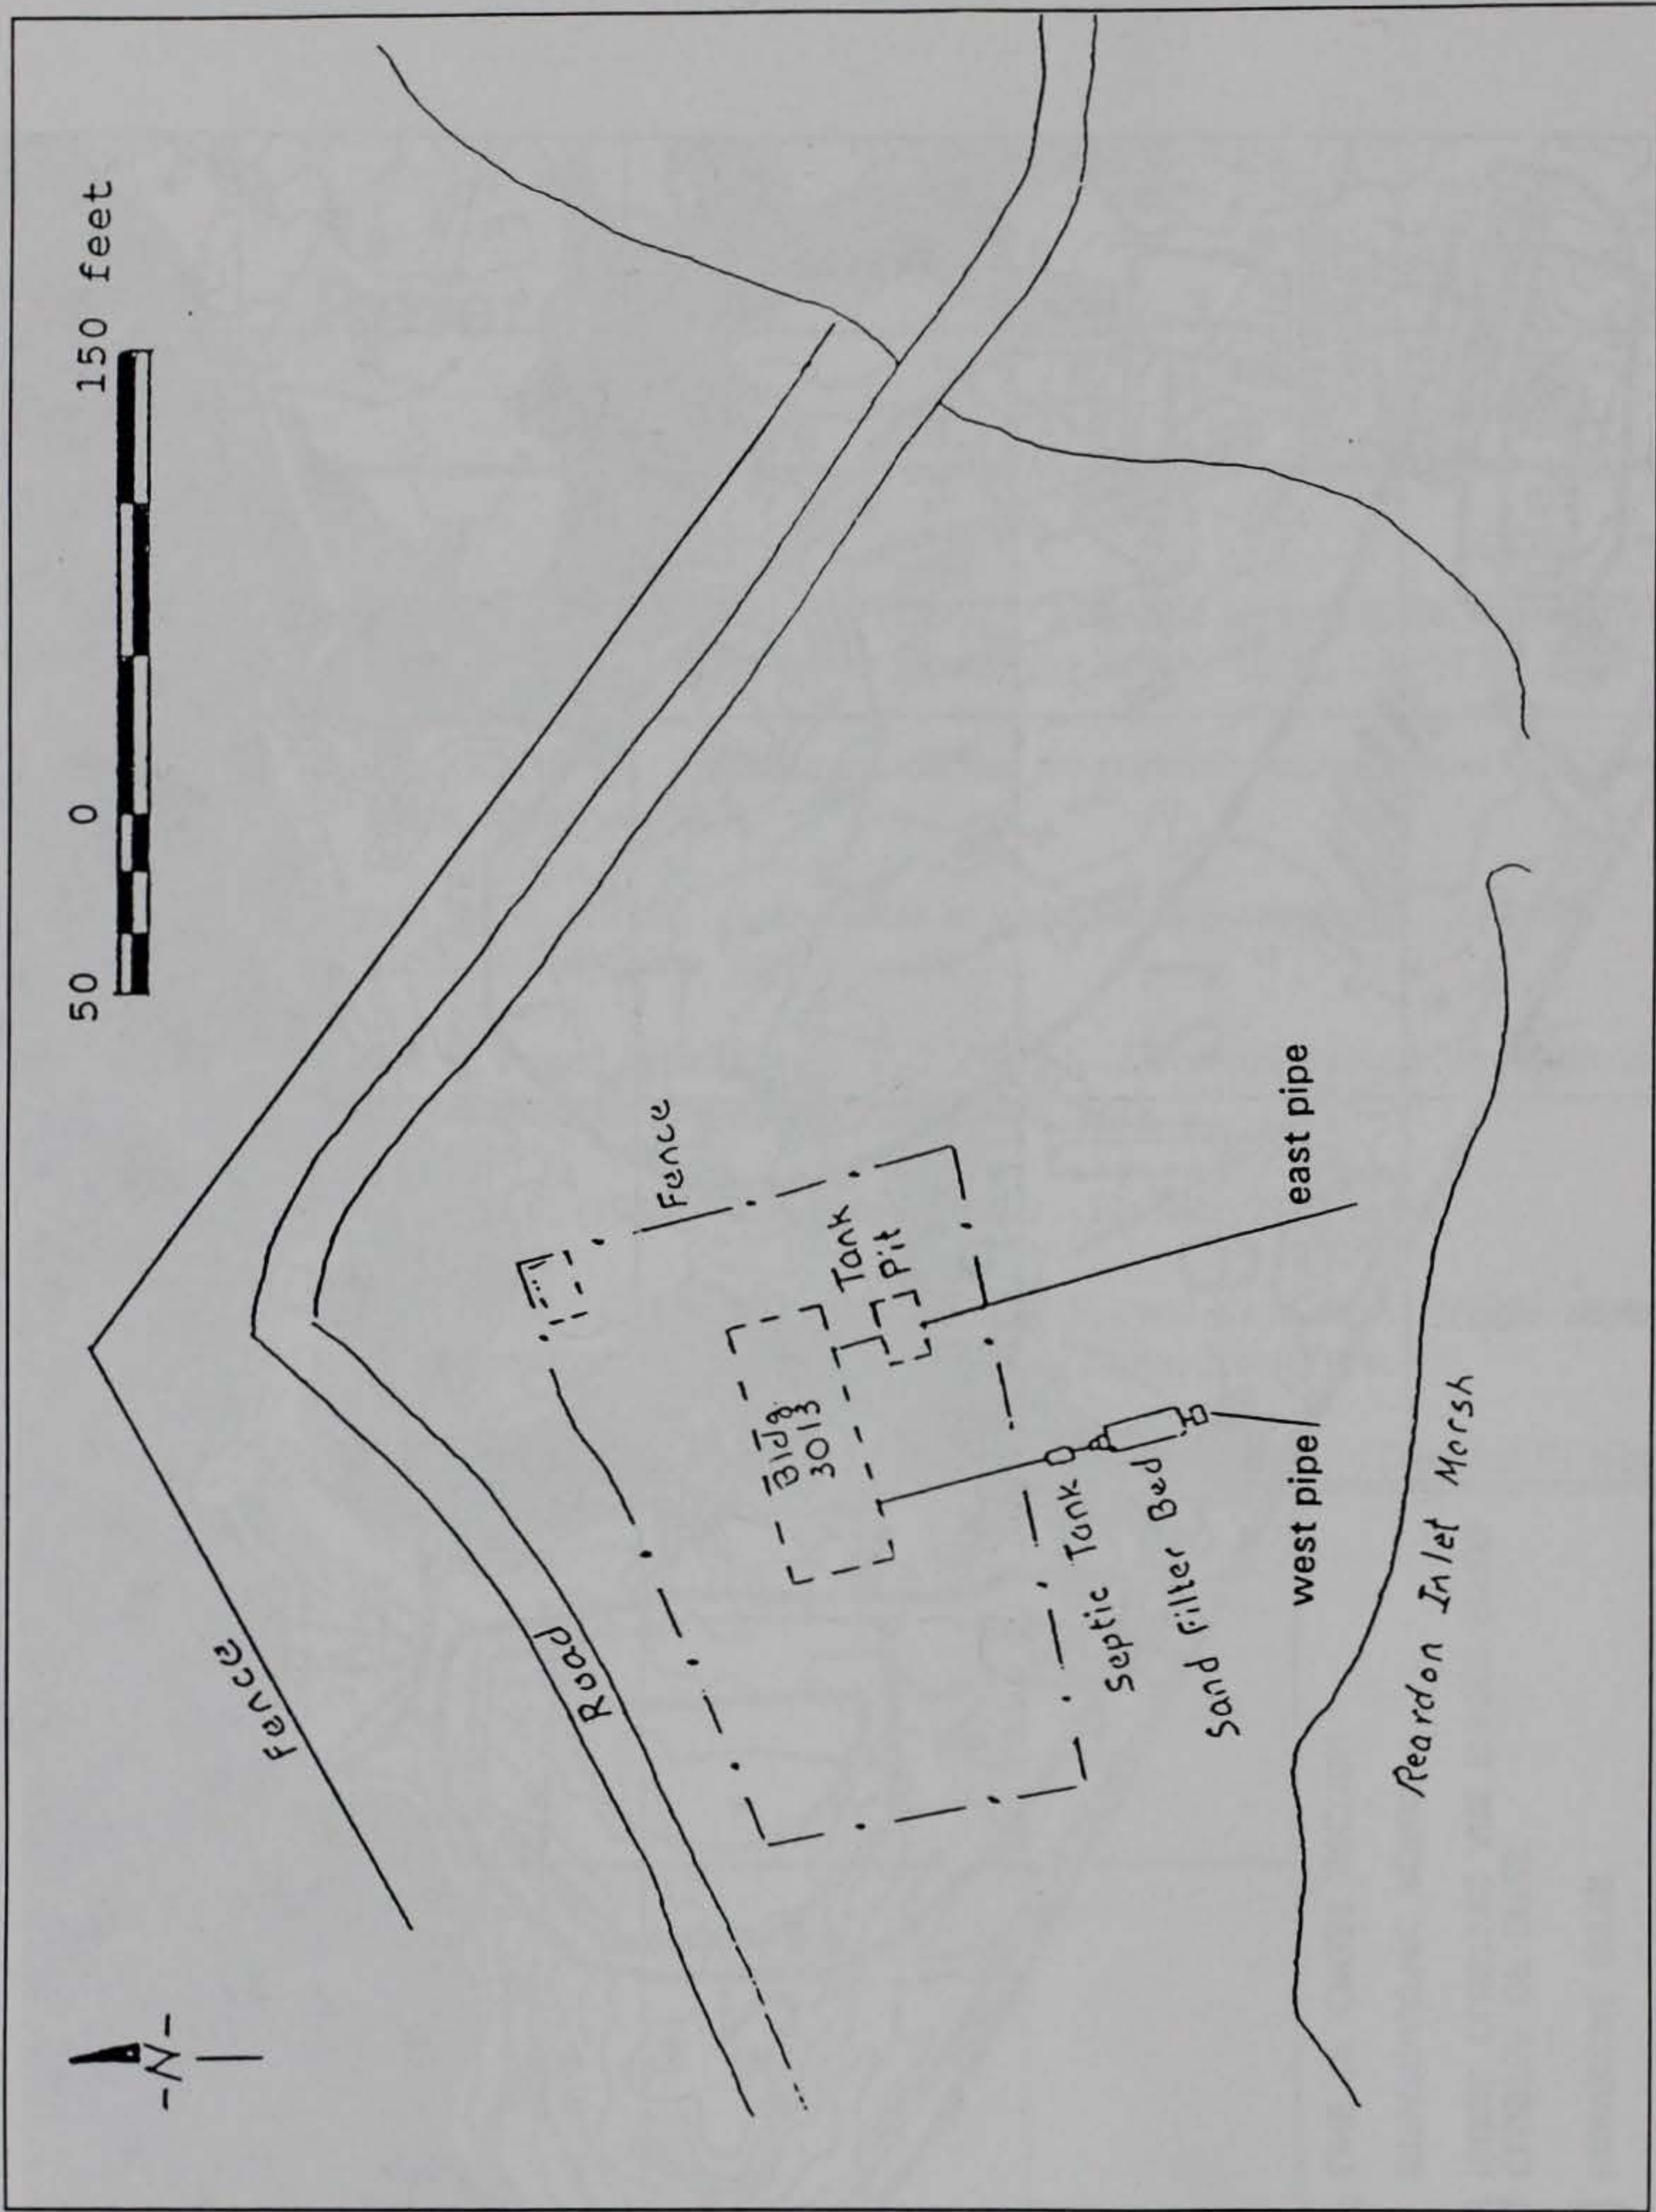 50 0 150 feet
-N-
Fence
Road
Fence
Bldg.
3013
Tank
Pit
Septic Tank
Sand Filter Bed
west pipe
east pipe
Reardon Inlet Marsh